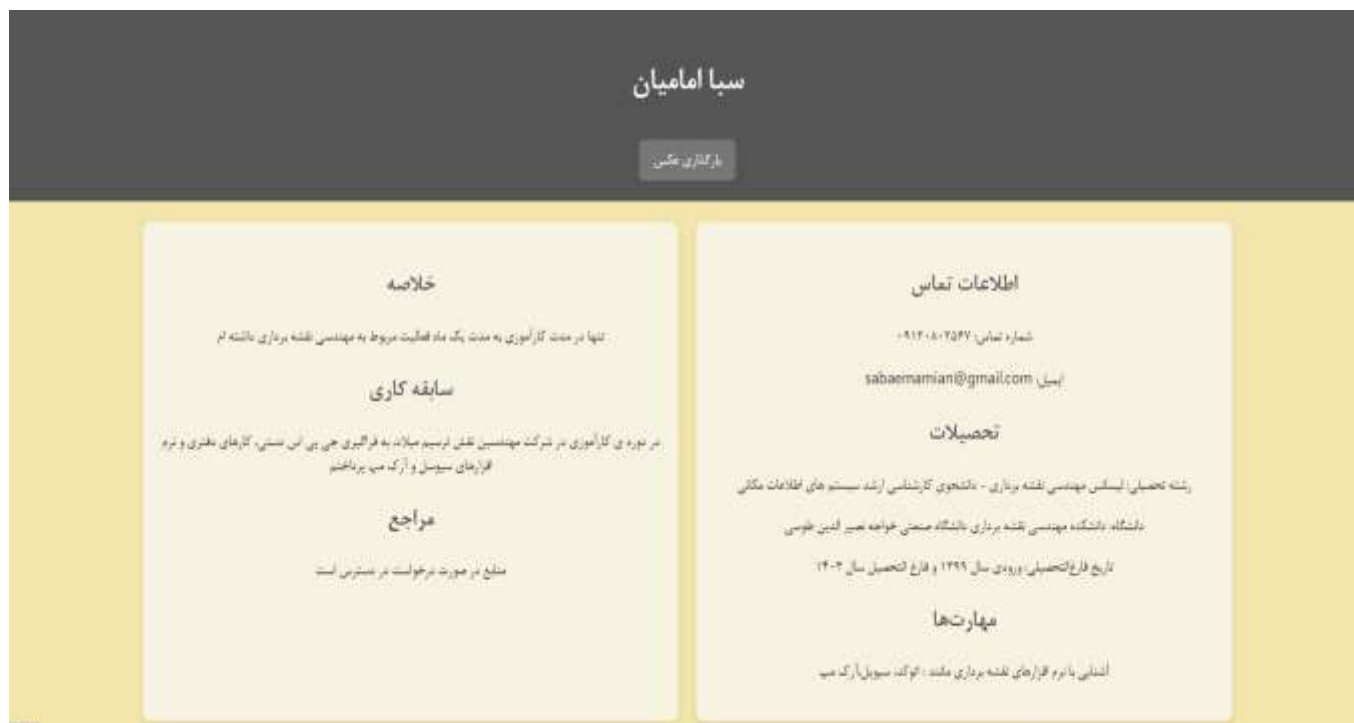 سبا امامیان
بارگذاری عکس
اطلاعات تماس
شماره تماس:
ایمیل: sabaemamian@gmail.com
تحصیلات
رشته تحصیلی: لیسانس مهندسی نقشه برداری - دانشجوی کارشناسی ارشد سیستم های اطلاعات مکانی
دانشگاه: دانشکده مهندسی نقشه برداری دانشگاه صنعتی خواجه نصیر الدین طوسی
تاریخ فارغ‌التحصیلی: ورودی سال ۱۳۹۹ و فارغ التحصیل سال
مهارت‌ها
آشنایی با نرم افزارهای نقشه برداری مانند : اتوکد، سیویل،آرک مپ
خلاصه
تنها در مدت کارآموزی به مدت یک ماه فعالیت مربوط به مهندسی نقشه برداری داشته ام
سابقه کاری
در دوره ی کارآموزی در شرکت مهندسین نقش ترسیم میلاد، به فراگیری جی پی اس دستی، کارهای دفتری و نرم
افزارهای سیویل و آرک مپ پرداختم
مراجع
منابع در صورت درخواست در دسترس است